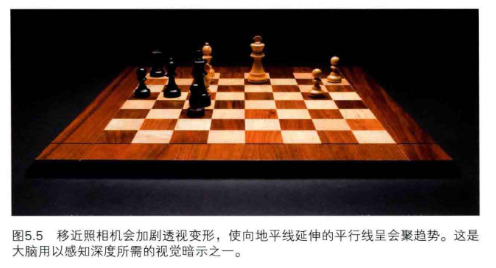 图5.5 移近照相机会加剧透视变形，使向地平线延伸的平行线呈会聚趋势。这是
大脑用以感知深度所需的视觉暗示之一。